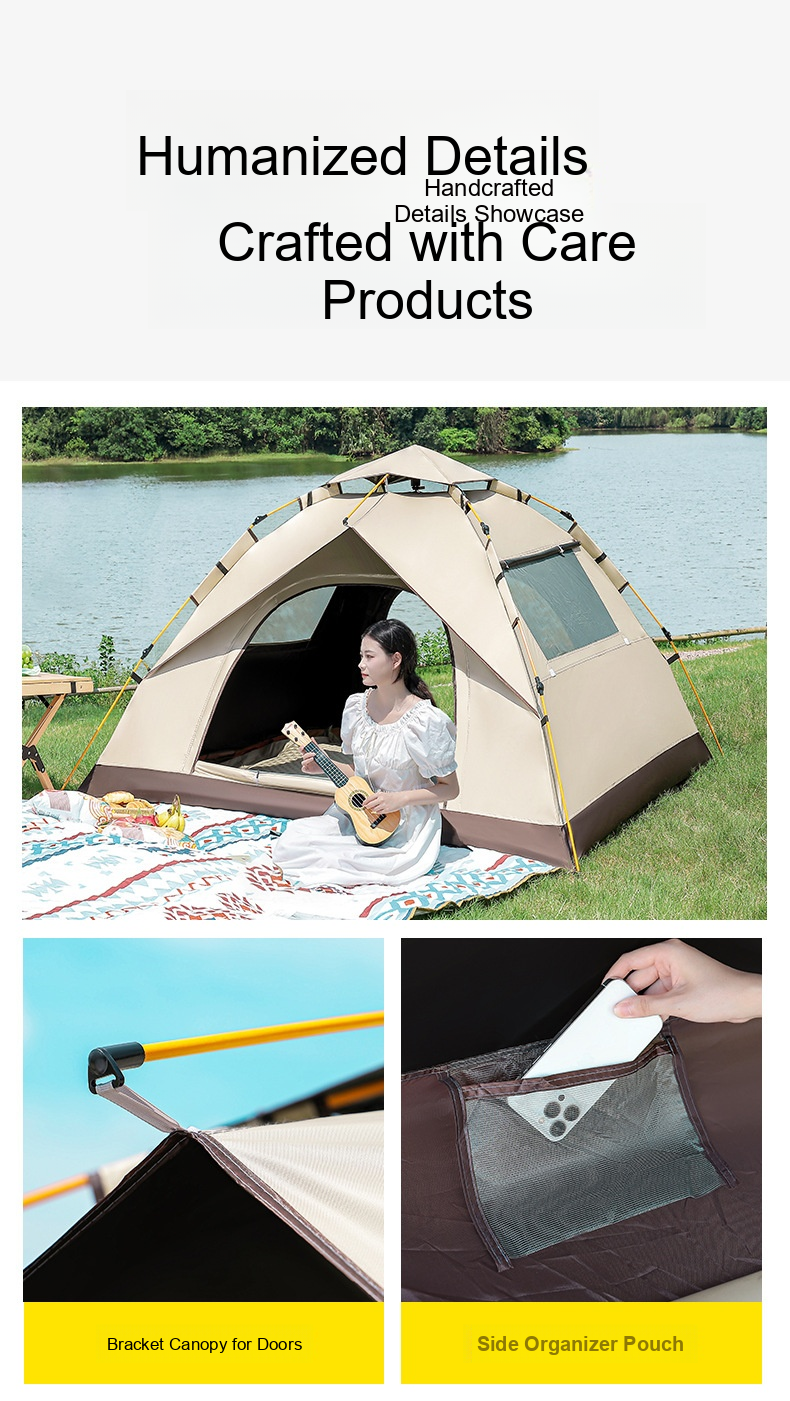 Humanized Details
Handcrafted
Details Showcase
Crafted with Care
Products
Bracket Canopy for Doors
Side Organizer Pouch